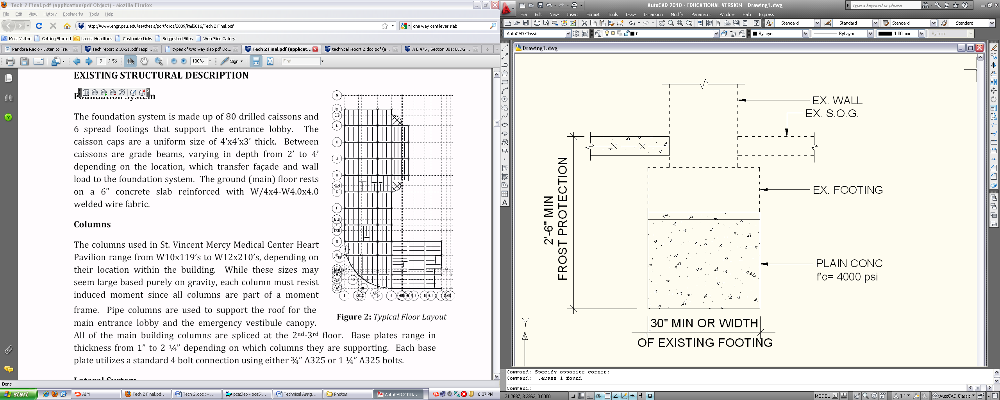 Tech 2 Final.pdf (application/pdf Object) - Mozilla Firefox
File Edit View History Bookmarks Tools Help
http://www.engr.psu.edu/ae/thesis/portfolios/2009/kml5016/Tech 2 Final.pdf
one way cantilever slab
Most Visited Getting Started Latest Headlines Customize Links Suggested Sites Web Slice Gallery
Pandora Radio - Listen to Fre... Tech report 2 10-21.pdf (appl... types of two way slab pdf Do... Tech 2 Final.pdf (applicat... technical report 2.doc.pdf (a... A E 475 , Section 001: BLDG ...
9 / 56 130% Sign Find
EXISTING STRUCTURAL DESCRIPTION
Foundation System
The foundation system is made up of 80 drilled caissons and
6 spread footings that support the entrance lobby. The
caisson caps are a uniform size of 4’x4’x3’ thick. Between
caissons are grade beams, varying in depth from 2’ to 4’
depending on the location, which transfer façade and wall
load to the foundation system. The ground (main) floor rests
on a 6” concrete slab reinforced with W/4x4-W4.0x4.0
welded wire fabric.
Columns
The columns used in St. Vincent Mercy Medical Center Heart
Pavilion range from W10x119’s to W12x210’s, depending on
their location within the building. While these sizes may
seem large based purely on gravity, each column must resist
induced moment since all columns are part of a moment
frame. Pipe columns are used to support the roof for the
main entrance lobby and the emergency vestibule canopy.
All of the main building columns are spliced at the 2nd-3rd floor. Base plates range in
thickness from 1” to 2 ¼” depending on which columns they are supporting. Each base
plate utilizes a standard 4 bolt connection using either ¾” A325 or 1 ¼” A325 bolts.
Lateral System
N
M
L.6
L
K
J
H
G.4
G
F
E.4
E
D.6
D
C
1P
2P
3P
4P
5P
1 3 4 5 5.4 6 6.4 7
Figure 2: Typical Floor Layout
Done
start AIM Tech 2 Final.pd... Tech 2.docx - ... pcaSlab - pcaSl... Technical Assig... Photos AutoCAD 2010... 6:37 PM
AutoCAD 2010 - EDUCATIONAL VERSION Drawing1.dwg
Type a keyword or phrase
File Edit View Insert Format Tools Draw Dimension Modify Parametric Window Help Express
Standard Standard Standard Standard
AutoCAD Classic 0 ByLayer ByLayer 1.00 mm ByColor
Drawing1.dwg
EX. WALL
EX. S.O.G.
2'-6" MIN
FROST PROTECTION
EX. FOOTING
PLAIN CONC
f'c= 4000 psi
30" MIN OR WIDTH
OF EXISTING FOOTING
Y
Command: Specify opposite corner:
Command: _.erase 1 found
Command:
21.2687, 3.2963, 0.0000 MODEL 1:1 AutoCAD Classic